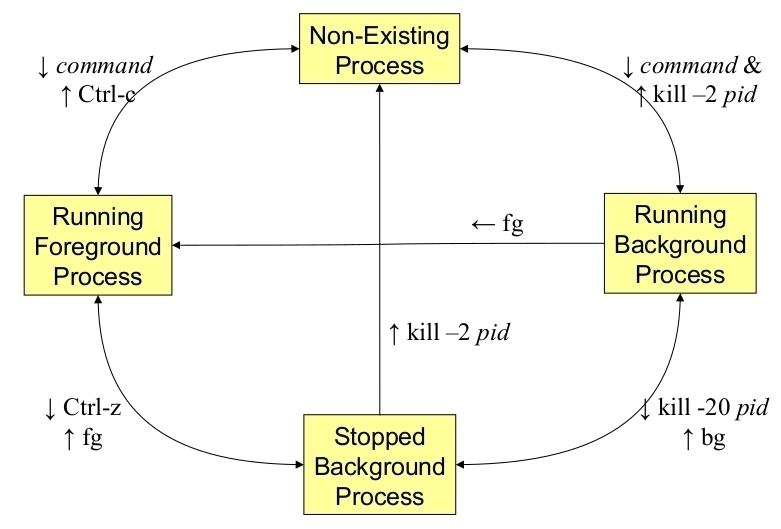 Non-Existing
Process
↓ command
↑ Ctrl-c
↓ command &
↑ kill –2 pid
Running
Foreground
Process
← fg
Running
Background
Process
↑ kill –2 pid
↓ Ctrl-z
↑ fg
↓ kill -20 pid
↑ bg
Stopped
Background
Process